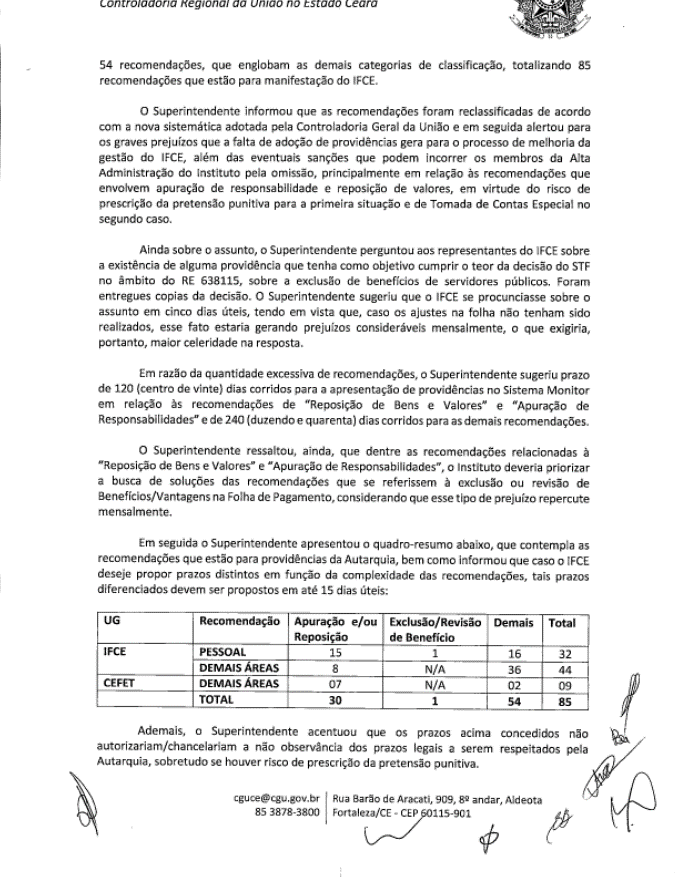 Controladoria Regional da União no Estado Ceará
54 recomendações, que englobam as demais categorias de classificação, totalizando 85
recomendações que estão para manifestação do IFCE.
O Superintendente informou que as recomendações foram reclassificadas de acordo
com a nova sistemática adotada pela Controladoria Geral da União e em seguida alertou para
os graves prejuízos que a falta de adoção de providências gera para o processo de melhoria da
gestão do IFCE, além das eventuais sanções que podem incorrer os membros da Alta
Administração do Instituto pela omissão, principalmente em relação às recomendações que
envolvem apuração de responsabilidade e reposição de valores, em virtude do risco de
prescrição da pretensão punitiva para a primeira situação e de Tomada de Contas Especial no
segundo caso.
Ainda sobre o assunto, o Superintendente perguntou aos representantes do IFCE sobre
a existência de alguma providência que tenha como objetivo cumprir o teor da decisão do STF
no âmbito do RE 638115, sobre a exclusão de benefícios de servidores públicos. Foram
entregues copias da decisão. O Superintendente sugeriu que o IFCE se procunciasse sobre o
assunto em cinco dias úteis, tendo em vista que, caso os ajustes na folha não tenham sido
realizados, esse fato estaria gerando prejuízos consideráveis mensalmente, o que exigiria,
portanto, maior celeridade na resposta.
Em razão da quantidade excessiva de recomendações, o Superintendente sugeriu prazo
de 120 (centro de vinte) dias corridos para a apresentação de providências no Sistema Monitor
em relação às recomendações de "Reposição de Bens e Valores" e "Apuração de
Responsabilidades" e de 240 (duzendo e quarenta) dias corridos para as demais recomendações.
O Superintendente ressaltou, ainda, que dentre as recomendações relacionadas à
"Reposição de Bens e Valores" e "Apuração de Responsabilidades", o Instituto deveria priorizar
a busca de soluções das recomendações que se referissem à exclusão ou revisão de
Benefícios/Vantagens na Folha de Pagamento, considerando que esse tipo de prejuízo repercute
mensalmente.
Em seguida o Superintendente apresentou o quadro-resumo abaixo, que contempla as
recomendações que estão para providências da Autarquia, bem como informou que caso o IFCE
deseje propor prazos distintos em função da complexidade das recomendações, tais prazos
diferenciados devem ser propostos em até 15 dias úteis:
UG Recomendação Apuração e/ou Exclusão/Revisão Demais Total
Reposição de Benefício
IFCE PESSOAL 15 1 16 32
DEMAIS ÁREAS 8 N/A 36 44
CEFET DEMAIS ÁREAS 07 N/A 02 09
TOTAL 30 1 54 85
Ademais, o Superintendente acentuou que os prazos acima concedidos não
autorizariam/chancelariam a não observância dos prazos legais a serem respeitados pela
Autarquia, sobretudo se houver risco de prescrição da pretensão punitiva.
cguce@cgu.gov.br Rua Barão de Aracati, 909, 8º andar, Aldeota
85 3878-3800 Fortaleza/CE - CEP 60115-901